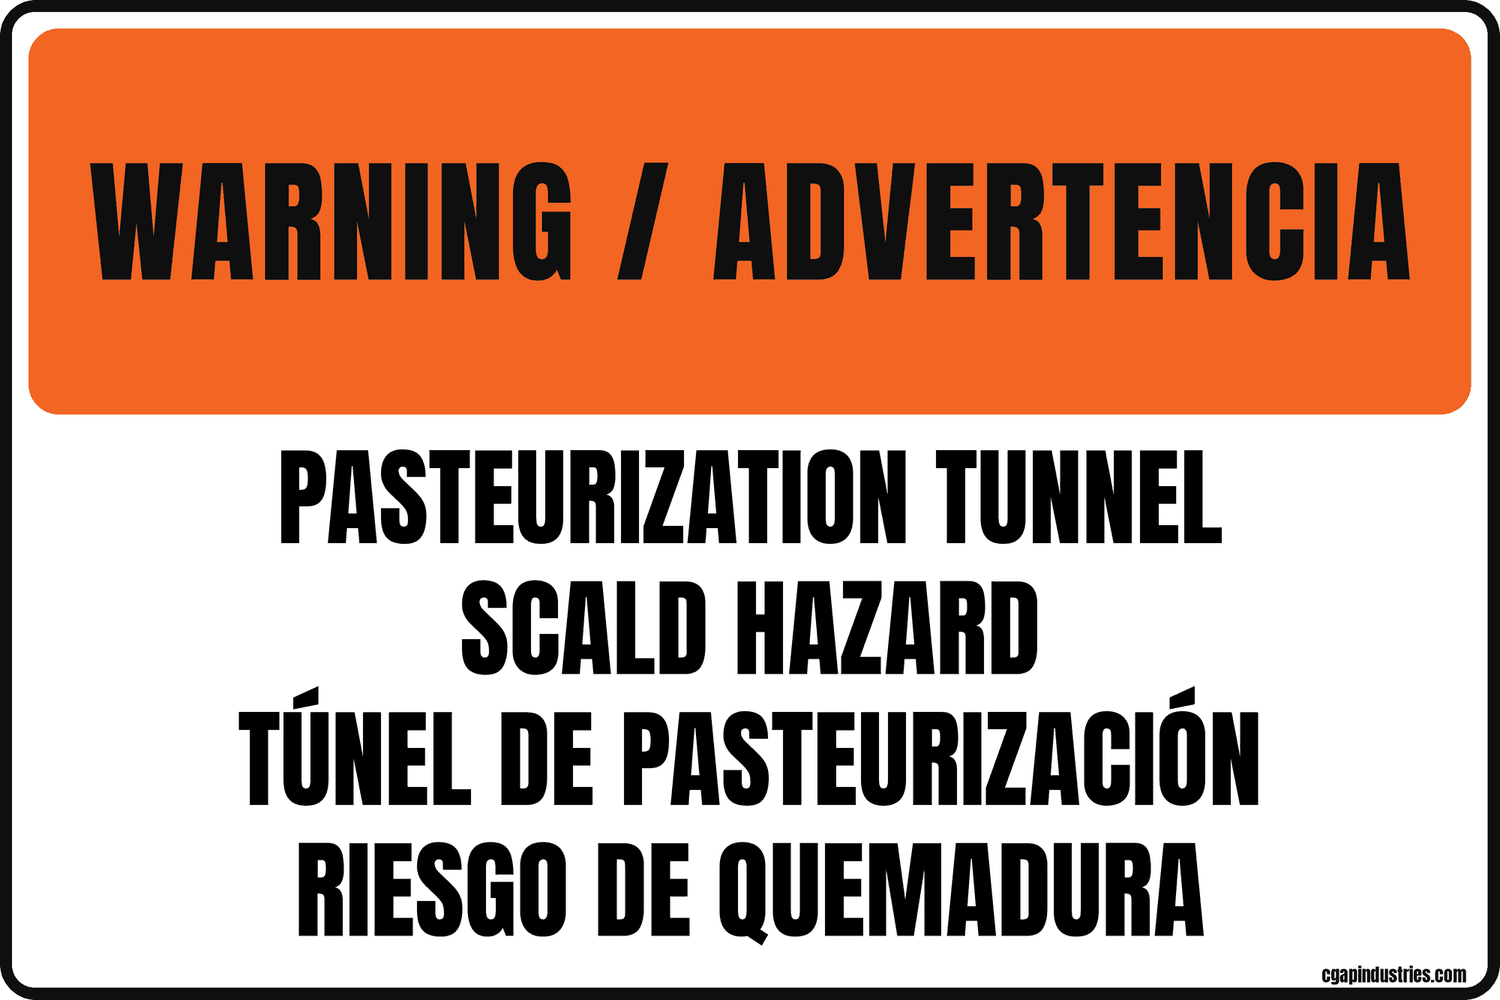 WARNING / ADVERTENCIA
PASTEURIZATION TUNNEL
SCALD HAZARD
TÚNEL DE PASTEURIZACIÓN
RIESGO DE QUEMADURA
cgapindustries.com